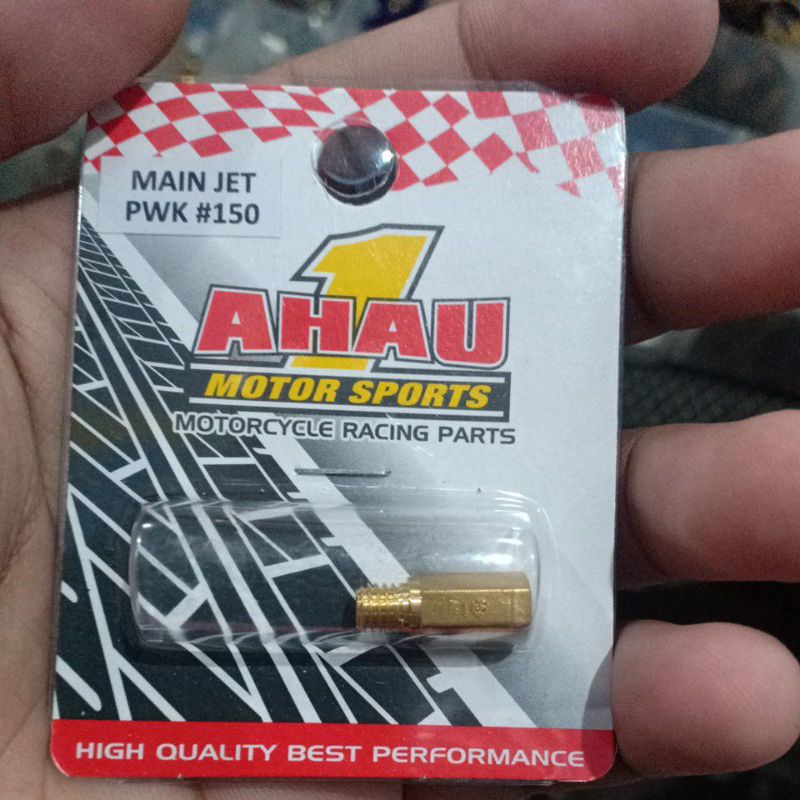 MAIN JET
PWK #150
1
AHAU
MOTOR SPORTS
MOTORCYCLE RACING PARTS
HIGH QUALITY BEST PERFORMANCE